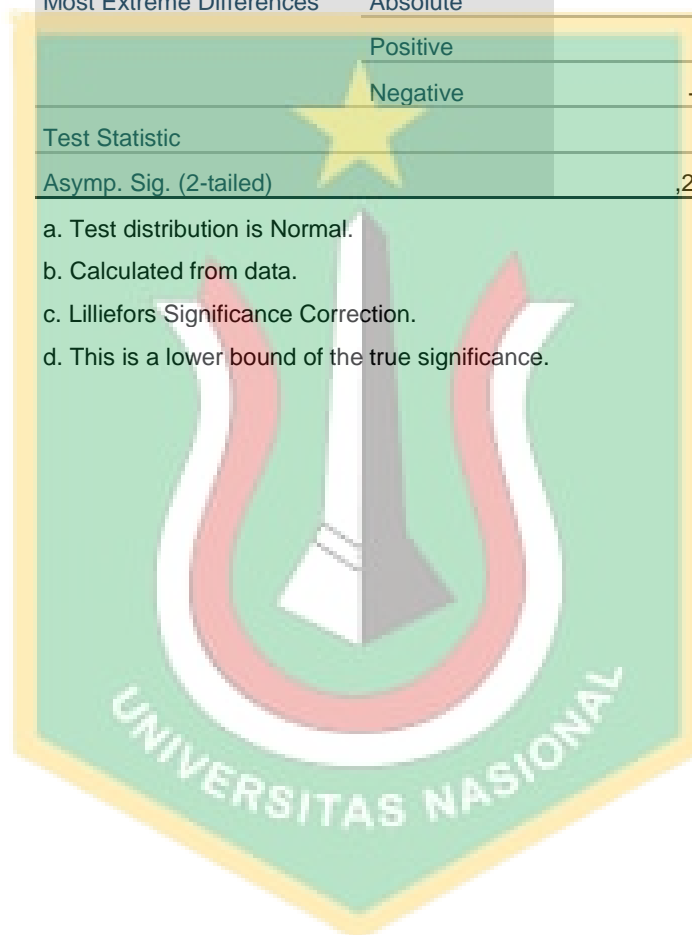 Most Extreme Differences Absolute
Positive
Negative -
Test Statistic
Asymp. Sig. (2-tailed) ,2
a. Test distribution is Normal.
b. Calculated from data.
c. Lilliefors Significance Correction.
d. This is a lower bound of the true significance.
UNIVERSITAS NASIONAL